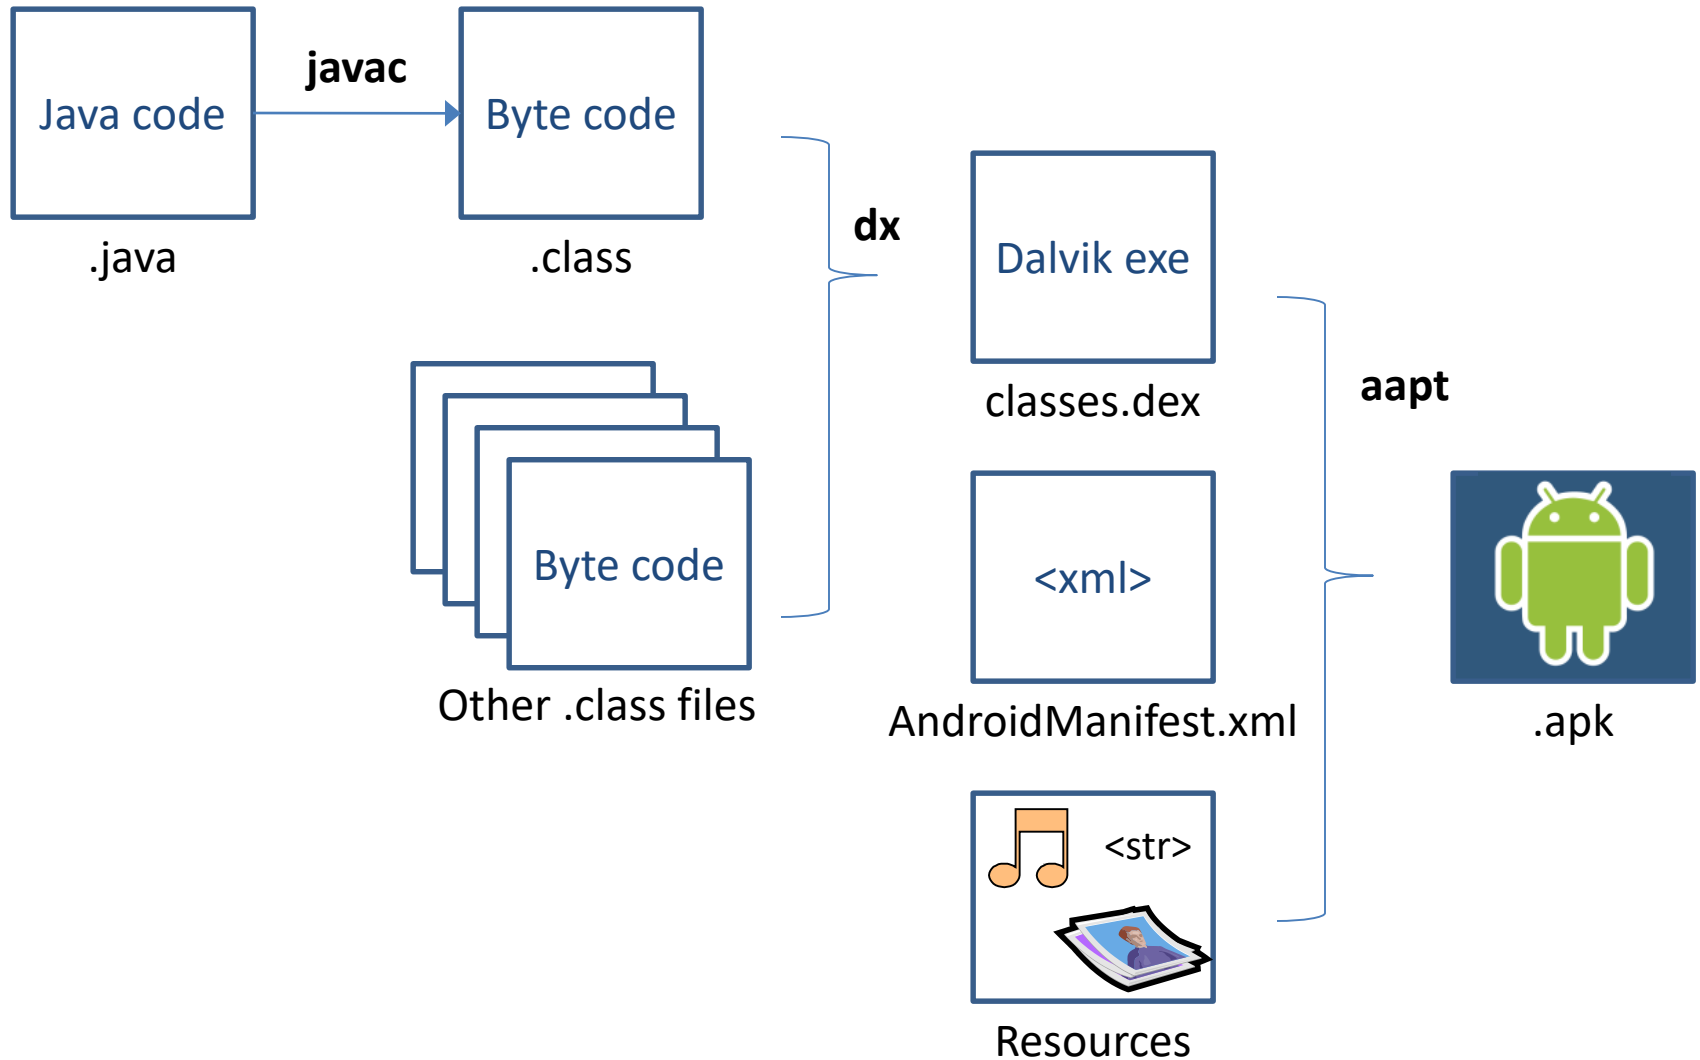 Java code
javac
Byte code
.java
.class
dx
Dalvik exe
classes.dex
Byte code
Other .class files
aapt
<xml>
AndroidManifest.xml
.apk
<str>
Resources